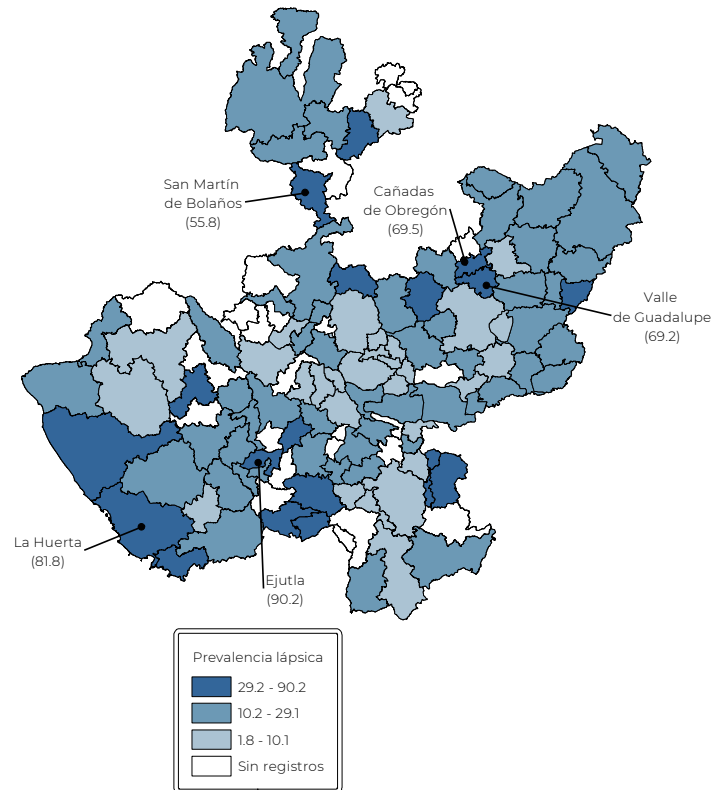 San Martín
de Bolaños
(55.8)
Cañadas
de Obregón
(69.5)
Valle
de Guadalupe
(69.2)
La Huerta
(81.8)
Ejutla
(90.2)
Prevalencia lápsica
29.2 - 90.2
10.2 - 29.1
1.8 - 10.1
Sin registros